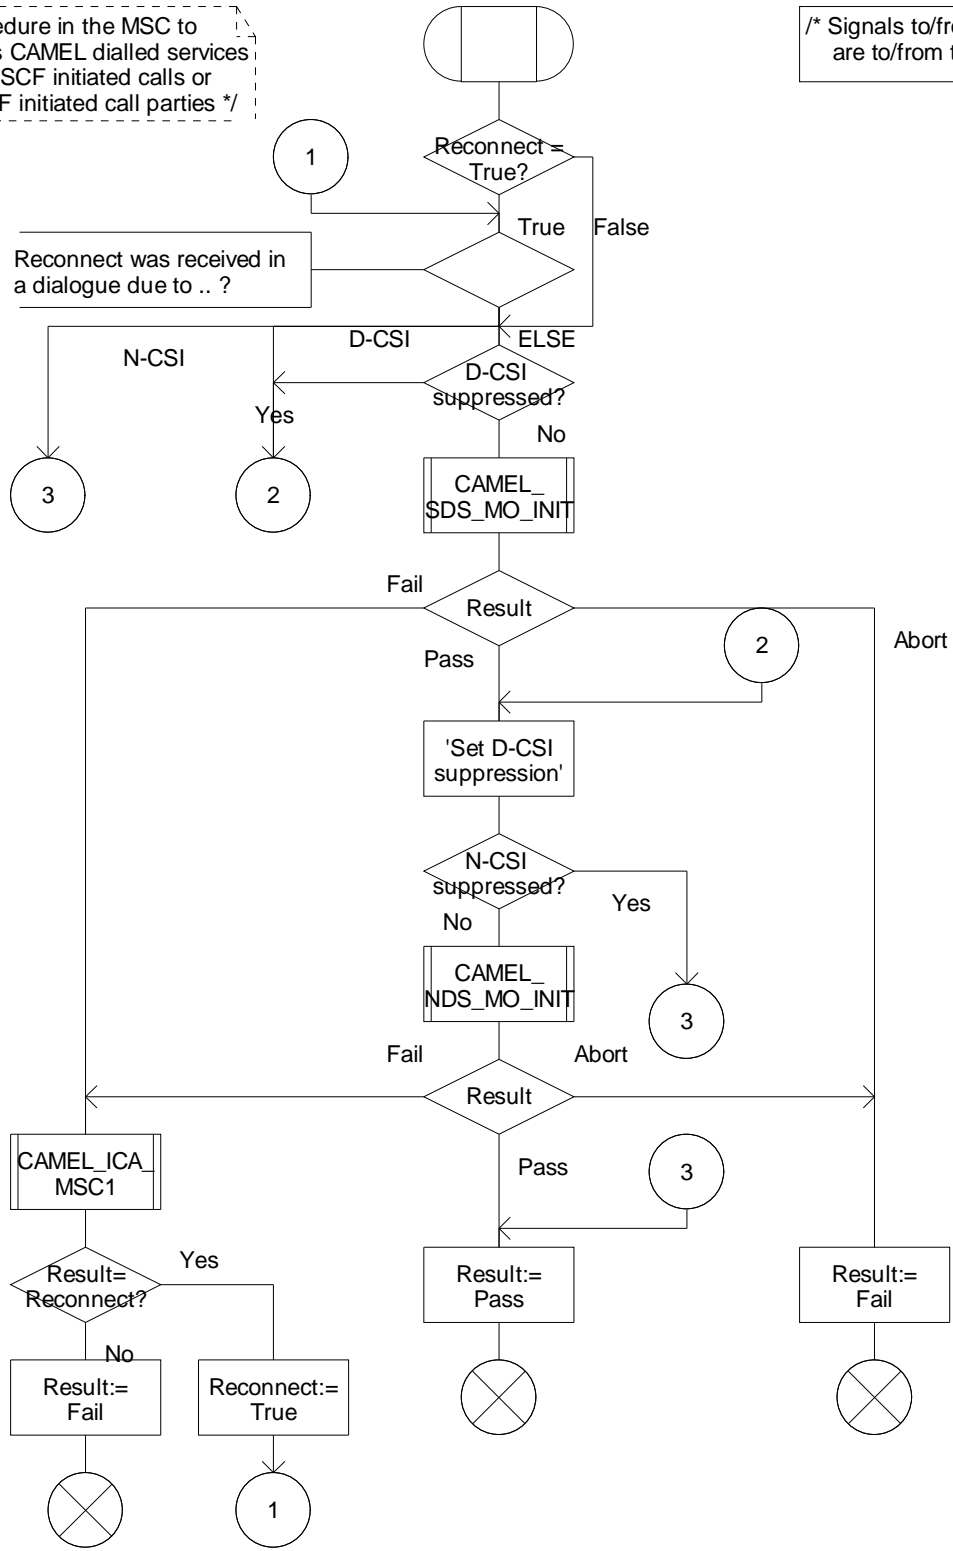 edure in the MSC to
s CAMEL dialled services
SCF initiated calls or
F initiated call parties */
/* Signals to/fro
are to/from t
Reconnect =
True?
1
True
False
Reconnect was received in
a dialogue due to .. ?
N-CSI
D-CSI
ELSE
D-CSI
suppressed?
Yes
No
3
2
CAMEL_
SDS_MO_INIT
Fail
Result
Abort
Pass
2
'Set D-CSI
suppression'
N-CSI
suppressed?
Yes
No
CAMEL_
NDS_MO_INIT
3
Fail
Abort
Result
Pass
3
CAMEL_ICA_
MSC1
Result=
Reconnect?
Yes
No
Result:=
Pass
Result:=
Fail
Result:=
Fail
Reconnect:=
True
1